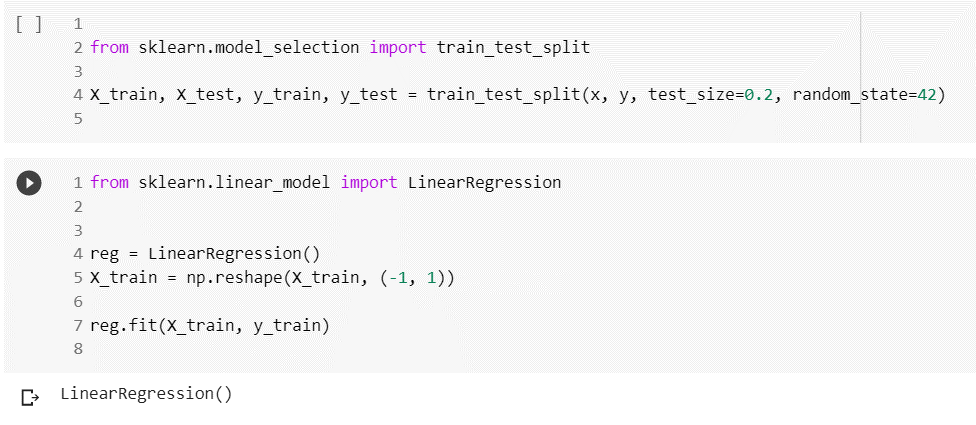 [ ]
1
2 from sklearn.model_selection import train_test_split
3
4 X_train, X_test, y_train, y_test = train_test_split(x, y, test_size=0.2, random_state=42)
5
1 from sklearn.linear_model import LinearRegression
2
3
4 reg = LinearRegression()
5 X_train = np.reshape(X_train, (-1, 1))
6
7 reg.fit(X_train, y_train)
8
LinearRegression()